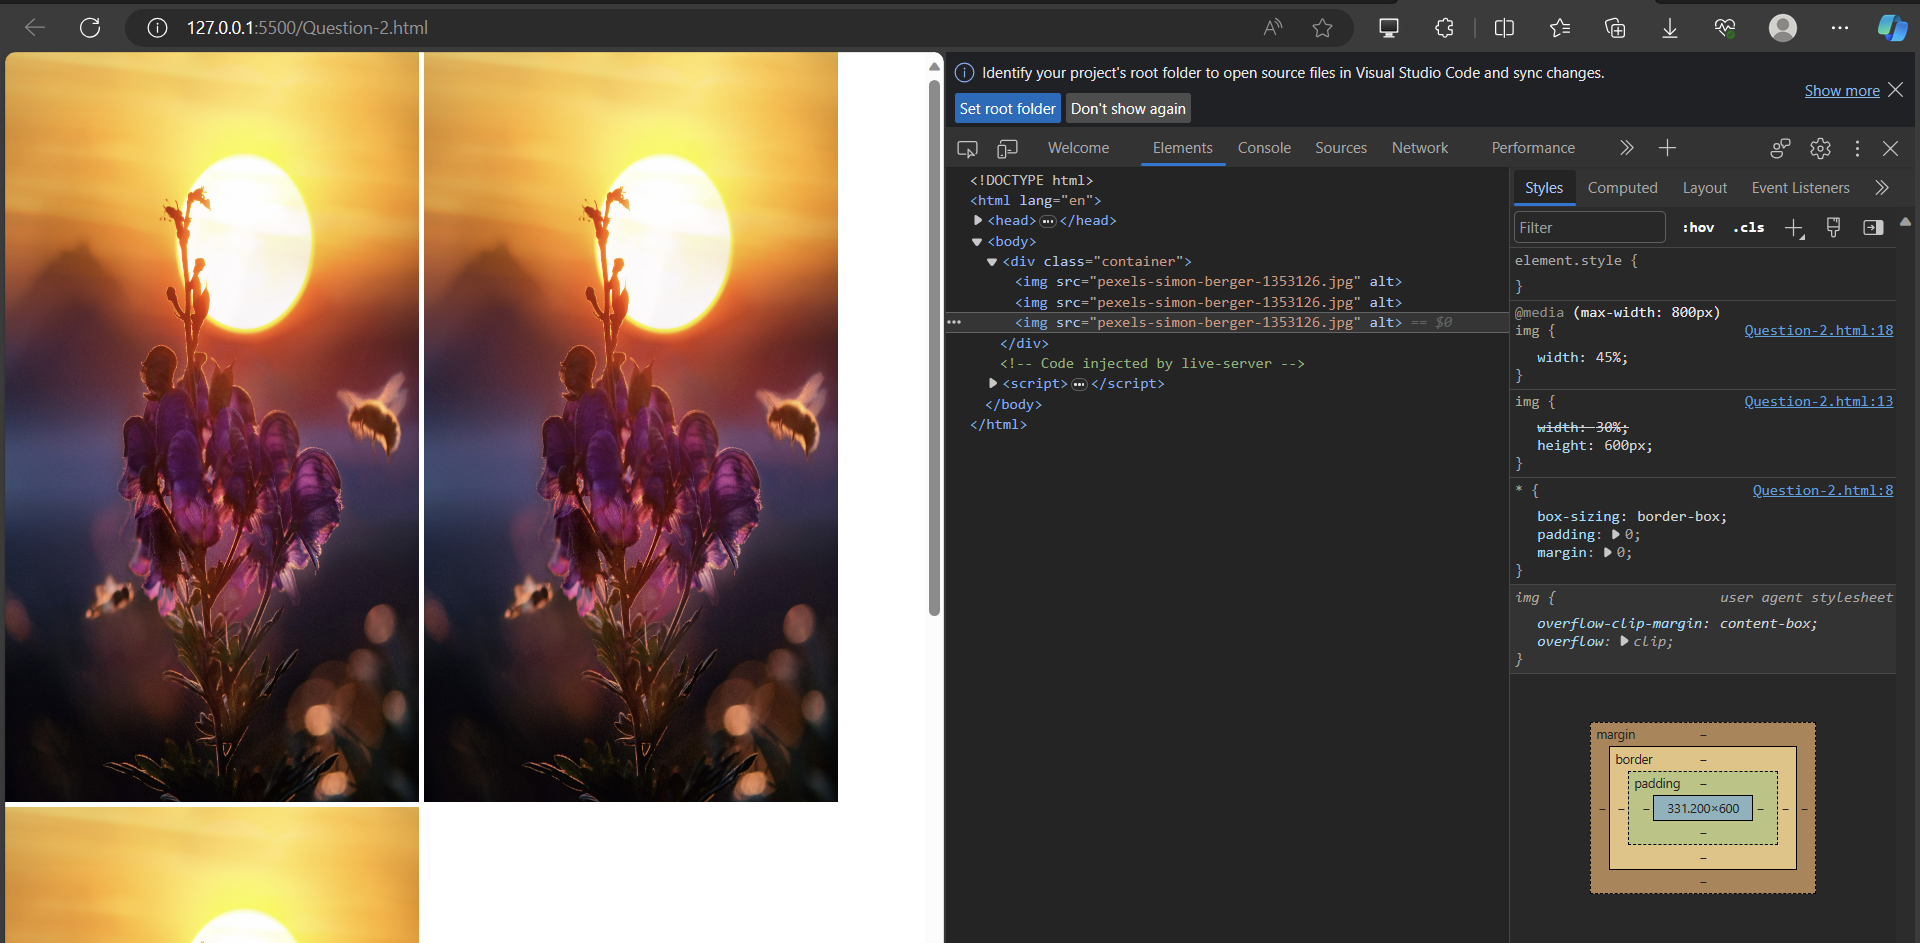 127.0.0.1:5500/Question-2.html
Identify your project's root folder to open source files in Visual Studio Code and sync changes.
Show more
Set root folder
Don't show again
Welcome
Elements
Console
Sources
Network
Performance
<!DOCTYPE html>
<html lang="en">
<head> ••• </head>
<body>
<div class="container">
<img src="pexels-simon-berger-1353126.jpg" alt>
<img src="pexels-simon-berger-1353126.jpg" alt>
<img src="pexels-simon-berger-1353126.jpg" alt> == $0
</div>
<!-- Code injected by live-server -->
<script> ••• </script>
</body>
</html>
Styles
Computed
Layout
Event Listeners
Filter
:hov
.cls
element.style {
}
@media (max-width: 800px)
img {
Question-2.html:18
width: 45%;
}
img {
Question-2.html:13
width: 30%;
height: 600px;
}
* {
Question-2.html:8
box-sizing: border-box;
padding: 0;
margin: 0;
}
img {
user agent stylesheet
overflow-clip-margin: content-box;
overflow: clip;
}
margin
–
border
–
padding
–
– – – 331.200×600 – – –
–
–
–